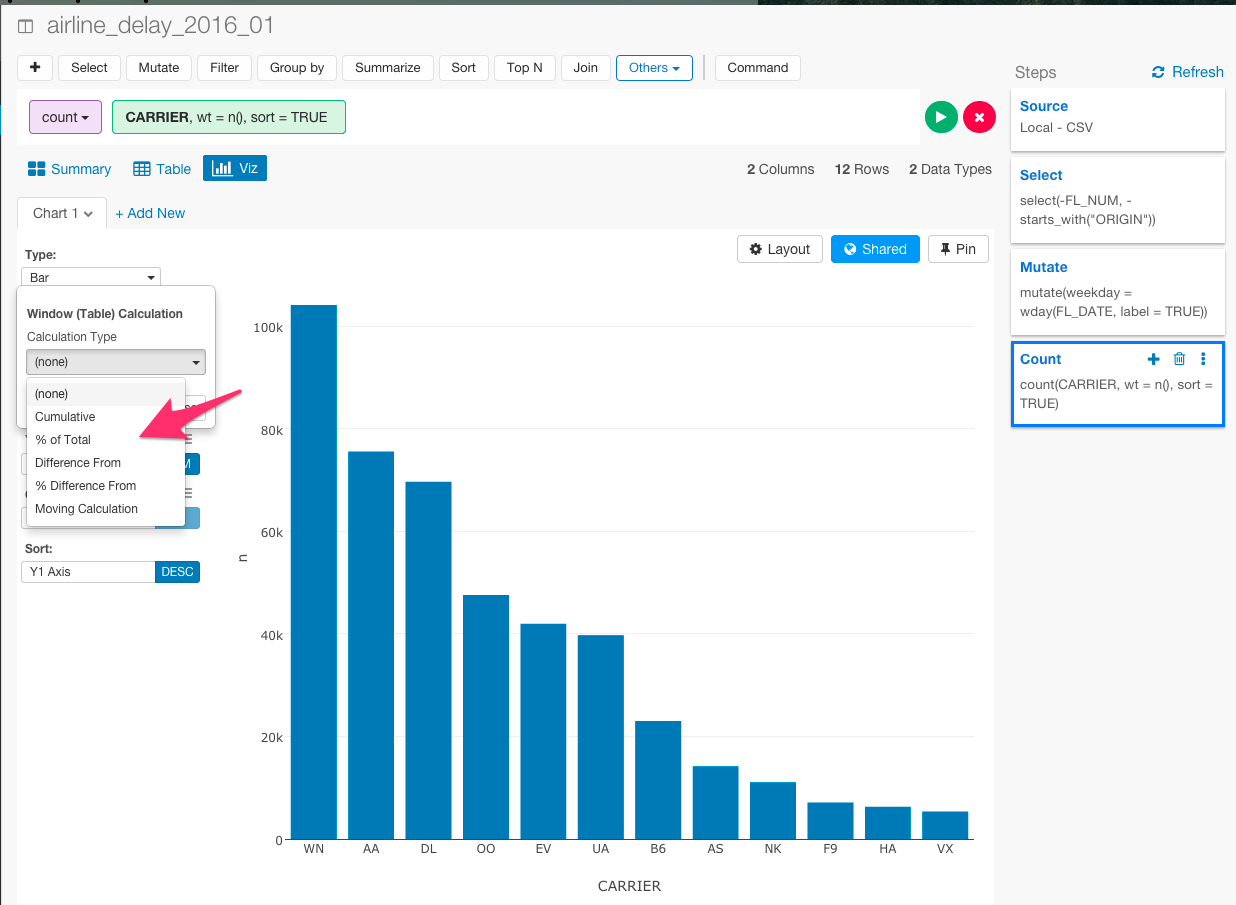 airline_delay_2016_01
+ Select Mutate Filter Group by Summarize Sort Top N Join Others Command
count CARRIER, wt = n(), sort = TRUE
Summary Table Viz 2 Columns 12 Rows 2 Data Types
Chart 1 + Add New
Type:
Bar
Layout Shared Pin
Window (Table) Calculation
Calculation Type
(none)
(none)
Cumulative
% of Total
Difference From
% Difference From
Moving Calculation
Sort:
Y1 Axis DESC
100k
80k
60k
40k
20k
0
n
WN AA DL OO EV UA B6 AS NK F9 HA VX
CARRIER
Steps Refresh
Source
Local - CSV
Select
select(-FL_NUM, -
starts_with("ORIGIN"))
Mutate
mutate(weekday =
wday(FL_DATE, label = TRUE))
Count
count(CARRIER, wt = n(), sort =
TRUE)